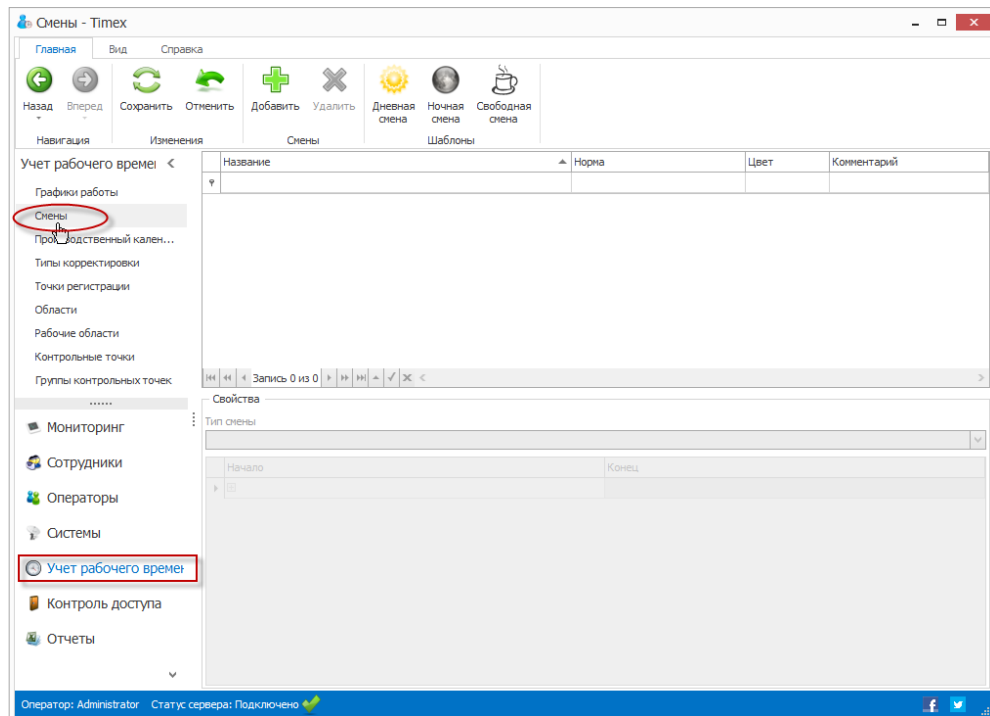 Смены - Timex
Главная Вид Справка
Назад Вперед Сохранить Отменить Добавить Удалить Дневная смена Ночная смена Свободная смена
Навигация Изменения Смены Шаблоны
Учет рабочего времеı
Название Норма Цвет Комментарий
Графики работы
Смены
Производственный кален...
Типы корректировки
Точки регистрации
Области
Рабочие области
Контрольные точки
Группы контрольных точек
Запись 0 из 0
Свойства
Тип смены
Начало Конец
Мониторинг
Сотрудники
Операторы
Системы
Учет рабочего времен
Контроль доступа
Отчеты
Оператор: Administrator Статус сервера: Подключено